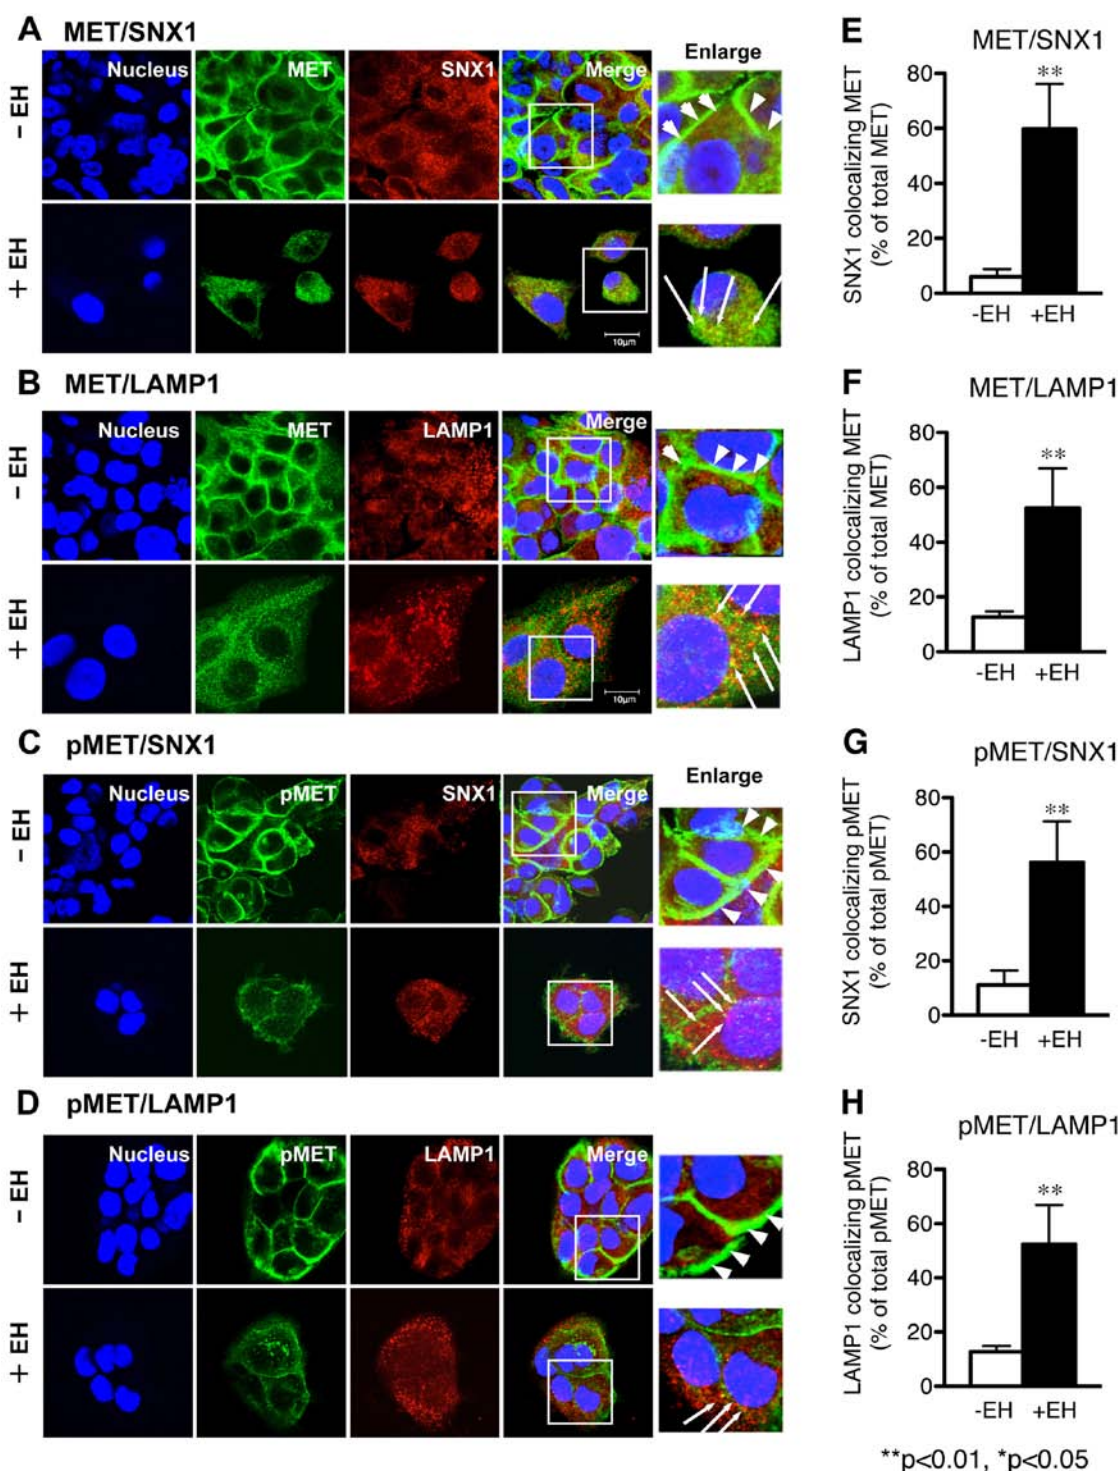 A MET/SNX1
Nucleus MET SNX1 Merge Enlarge
– EH
+ EH
10μm
B MET/LAMP1
Nucleus MET LAMP1 Merge
– EH
+ EH
10μm
C pMET/SNX1
Nucleus pMET SNX1 Merge Enlarge
– EH
+ EH
D pMET/LAMP1
Nucleus pMET LAMP1 Merge
– EH
+ EH
E MET/SNX1
SNX1 colocalizing MET
(% of total MET)
80
60
40
20
0
**
-EH +EH
F MET/LAMP1
LAMP1 colocalizing MET
(% of total MET)
80
60
40
20
0
**
-EH +EH
G pMET/SNX1
SNX1 colocalizing pMET
(% of total pMET)
80
60
40
20
0
**
-EH +EH
H pMET/LAMP1
LAMP1 colocalizing pMET
(% of total pMET)
80
60
40
20
0
**
-EH +EH
**p<0.01, *p<0.05